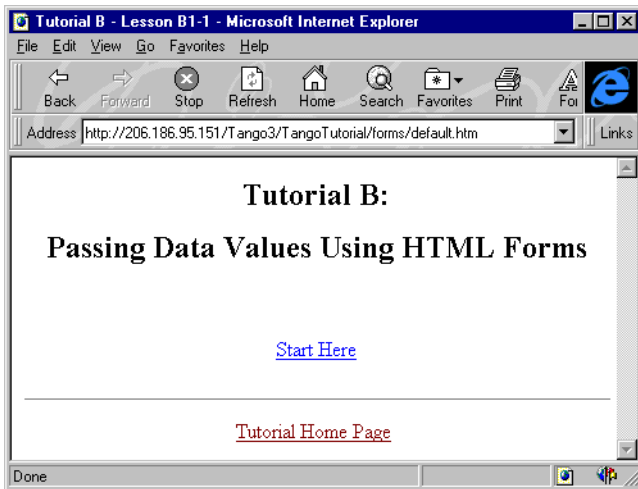 Tutorial B - Lesson B1-1 - Microsoft Internet Explorer
File Edit View Go Favorites Help
Back Forward Stop Refresh Home Search Favorites Print For
Address http://206.186.95.151/Tango3/TangoTutorial/forms/default.htm Links
Tutorial B:
Passing Data Values Using HTML Forms
Start Here
Tutorial Home Page
Done